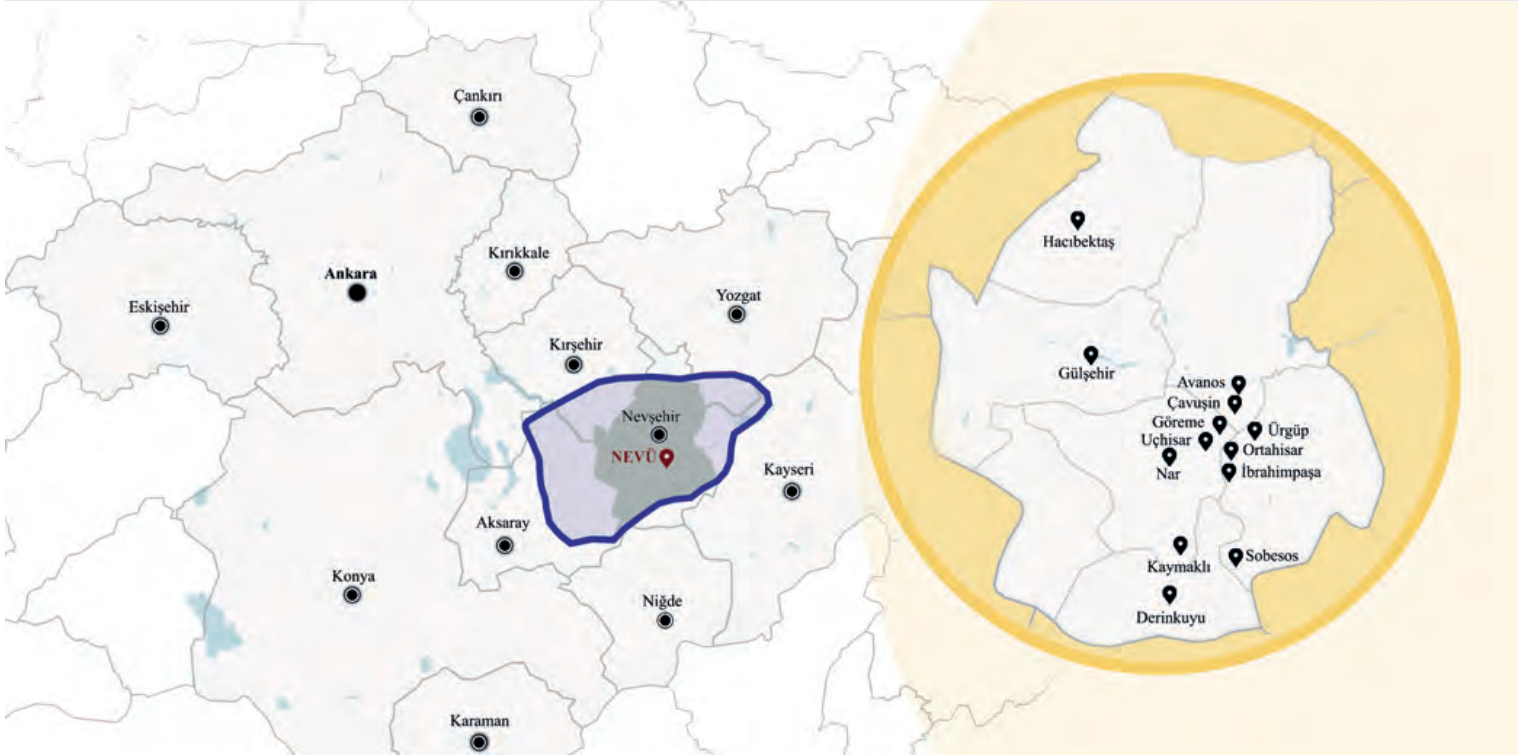 Çankırı
Kırıkkale
Ankara
Eskişehir
Yozgat
Kırşehir
Nevşehir
NEVÜ
Kayseri
Aksaray
Konya
Niğde
Karaman
Hacıbektaş
Gülşehir
Avanos
Çavuşin
Göreme
Ürgüp
Uçhisar
Ortahisar
Nar
İbrahimpaşa
Sobesos
Kaymaklı
Derinkuyu